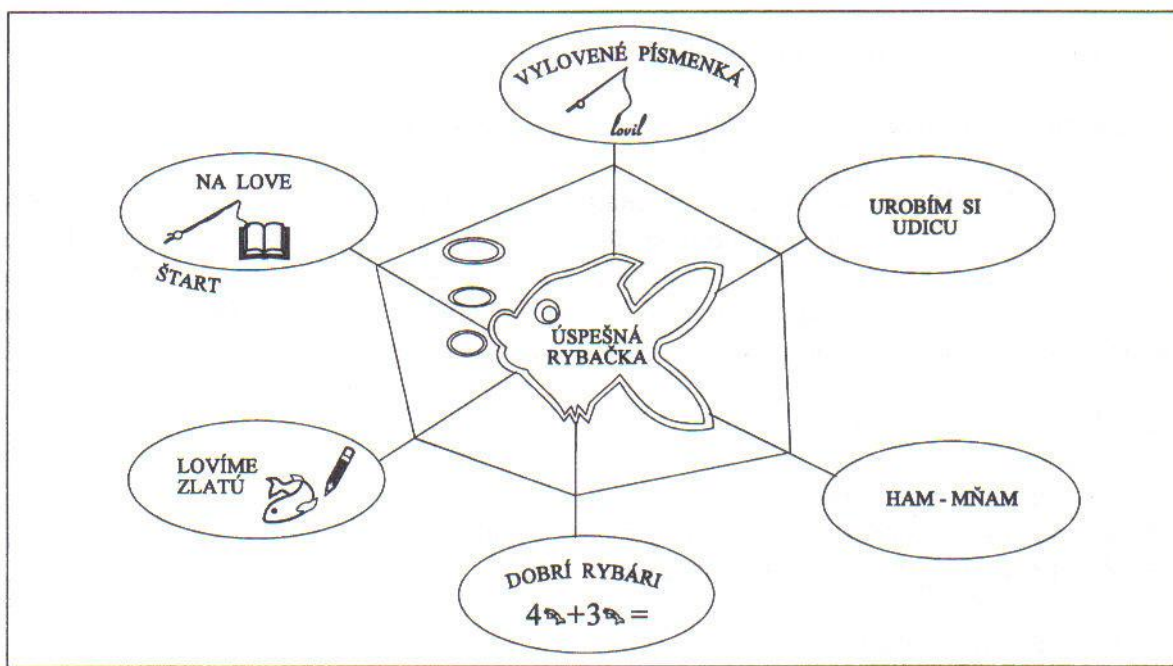 VYLOVENÉ PÍSMENKÁ
lovil
NA LOVE
ŠTART
UROBÍM SI
UDICU
ÚSPEŠNÁ
RYBAČKA
LOVÍME
ZLATÚ
HAM - MŇAM
DOBRÍ RYBÁRI
4 + 3 =